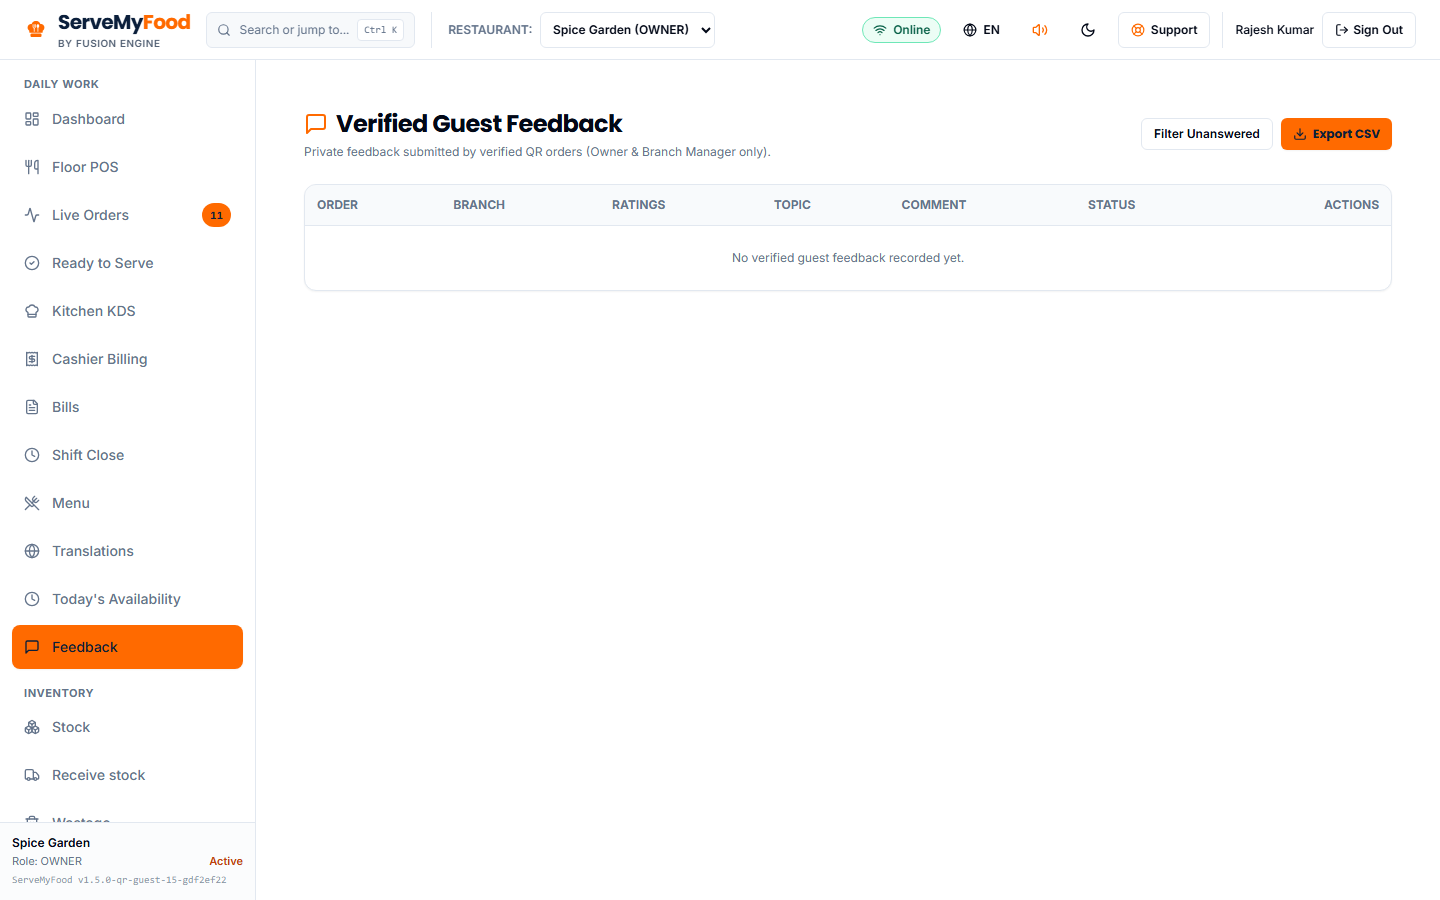 ServeMyFood
BY FUSION ENGINE
Search or jump to... Ctrl K
RESTAURANT: Spice Garden (OWNER)
Online
EN
Support
Rajesh Kumar
Sign Out
DAILY WORK
Dashboard
Floor POS
Live Orders 11
Ready to Serve
Kitchen KDS
Cashier Billing
Bills
Shift Close
Menu
Translations
Today's Availability
Feedback
INVENTORY
Stock
Receive stock
Spice Garden
Role: OWNER Active
ServeMyFood v1.5.0-qr-guest-15-gdf2ef22
Verified Guest Feedback
Private feedback submitted by verified QR orders (Owner & Branch Manager only).
Filter Unanswered
Export CSV
ORDER BRANCH RATINGS TOPIC COMMENT STATUS ACTIONS
No verified guest feedback recorded yet.